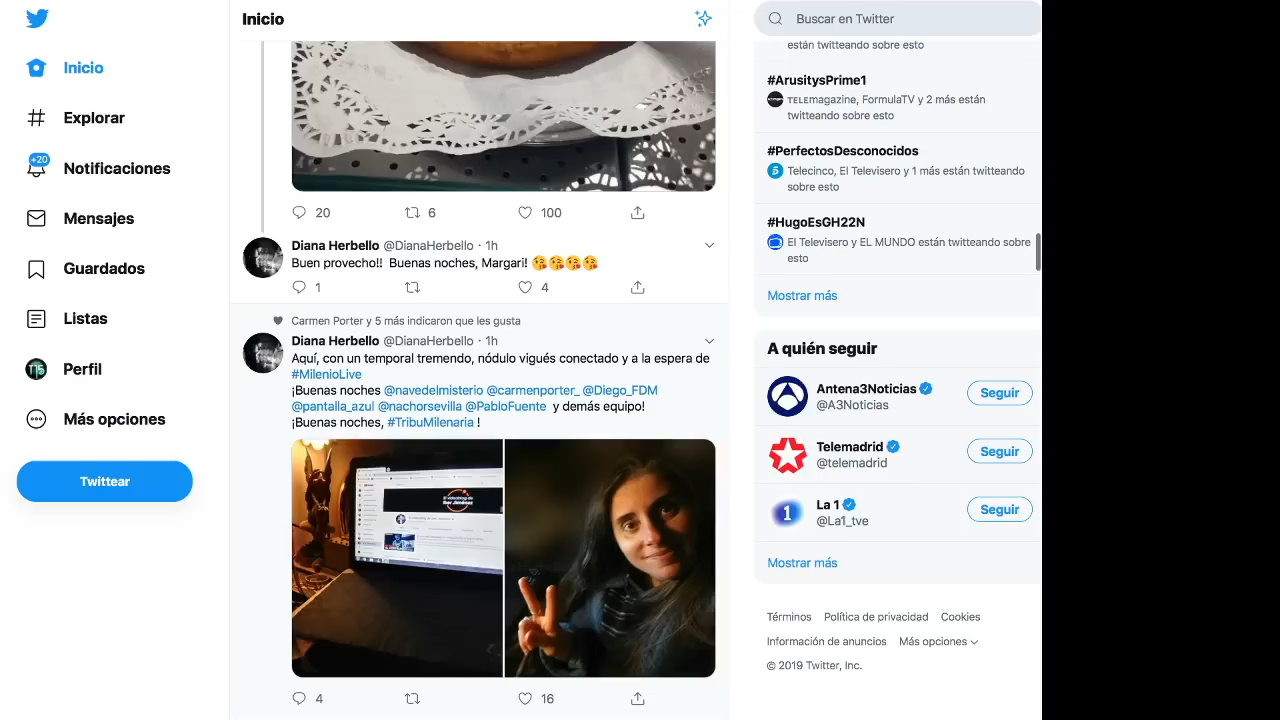 Inicio
Explorar
+20
Notificaciones
Mensajes
Guardados
Listas
Perfil
Más opciones
Twittear
Inicio
20 6 100
Diana Herbello @DianaHerbello · 1h
Buen provecho!! Buenas noches, Margari! 😘😘😘😘
1 4
Carmen Porter y 5 más indicaron que les gusta
Diana Herbello @DianaHerbello · 1h
Aquí, con un temporal tremendo, nódulo vigués conectado y a la espera de
#MilenioLive
¡Buenas noches @navedelmisterio @carmenporter_ @Diego_FDM
@pantalla_azul @nachorsevilla @PabloFuente y demás equipo!
¡Buenas noches, #TribuMilenaria !
4 16
Buscar en Twitter
están twitteando sobre esto
#ArusitysPrime1
TELEmagazine, FormulaTV y 2 más están
twitteando sobre esto
#PerfectosDesconocidos
Telecinco, El Televisero y 1 más están twitteando
sobre esto
#HugoEsGH22N
El Televisero y EL MUNDO están twitteando sobre
esto
Mostrar más
A quién seguir
Antena3Noticias
@A3Noticias
Seguir
Telemadrid
@telemadrid
Seguir
1
La 1
@La1_tve
Seguir
Mostrar más
Términos Política de privacidad Cookies
Información de anuncios Más opciones
© 2019 Twitter, Inc.